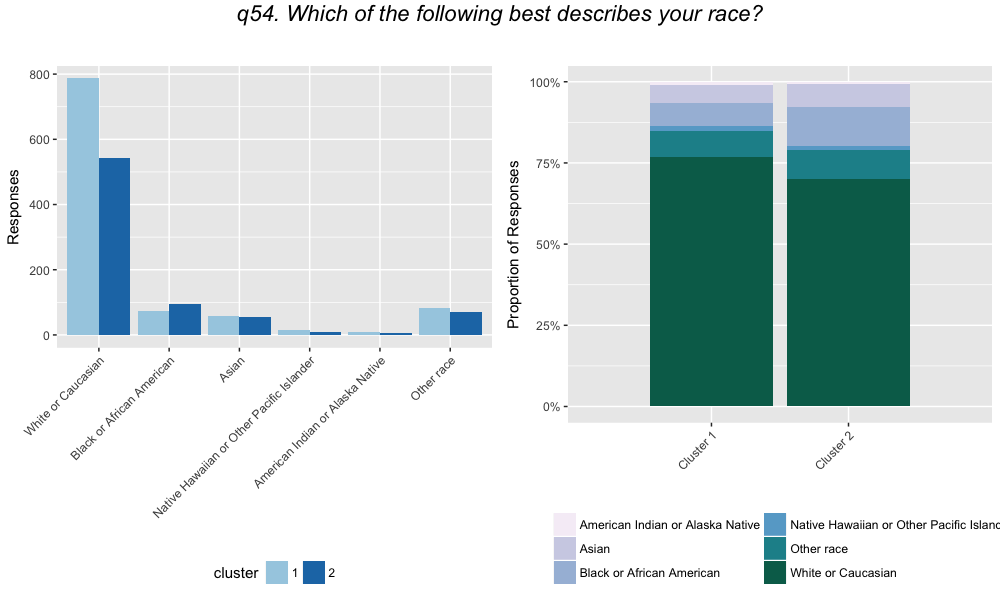 q54. Which of the following best describes your race?
Responses
800
600
400
200
0
White or Caucasian
Black or African American
Asian
Native Hawaiian or Other Pacific Islander
American Indian or Alaska Native
Other race
cluster 1 2
Proportion of Responses
100%
75%
50%
25%
0%
Cluster 1
Cluster 2
American Indian or Alaska Native
Asian
Black or African American
Native Hawaiian or Other Pacific Islan
Other race
White or Caucasian